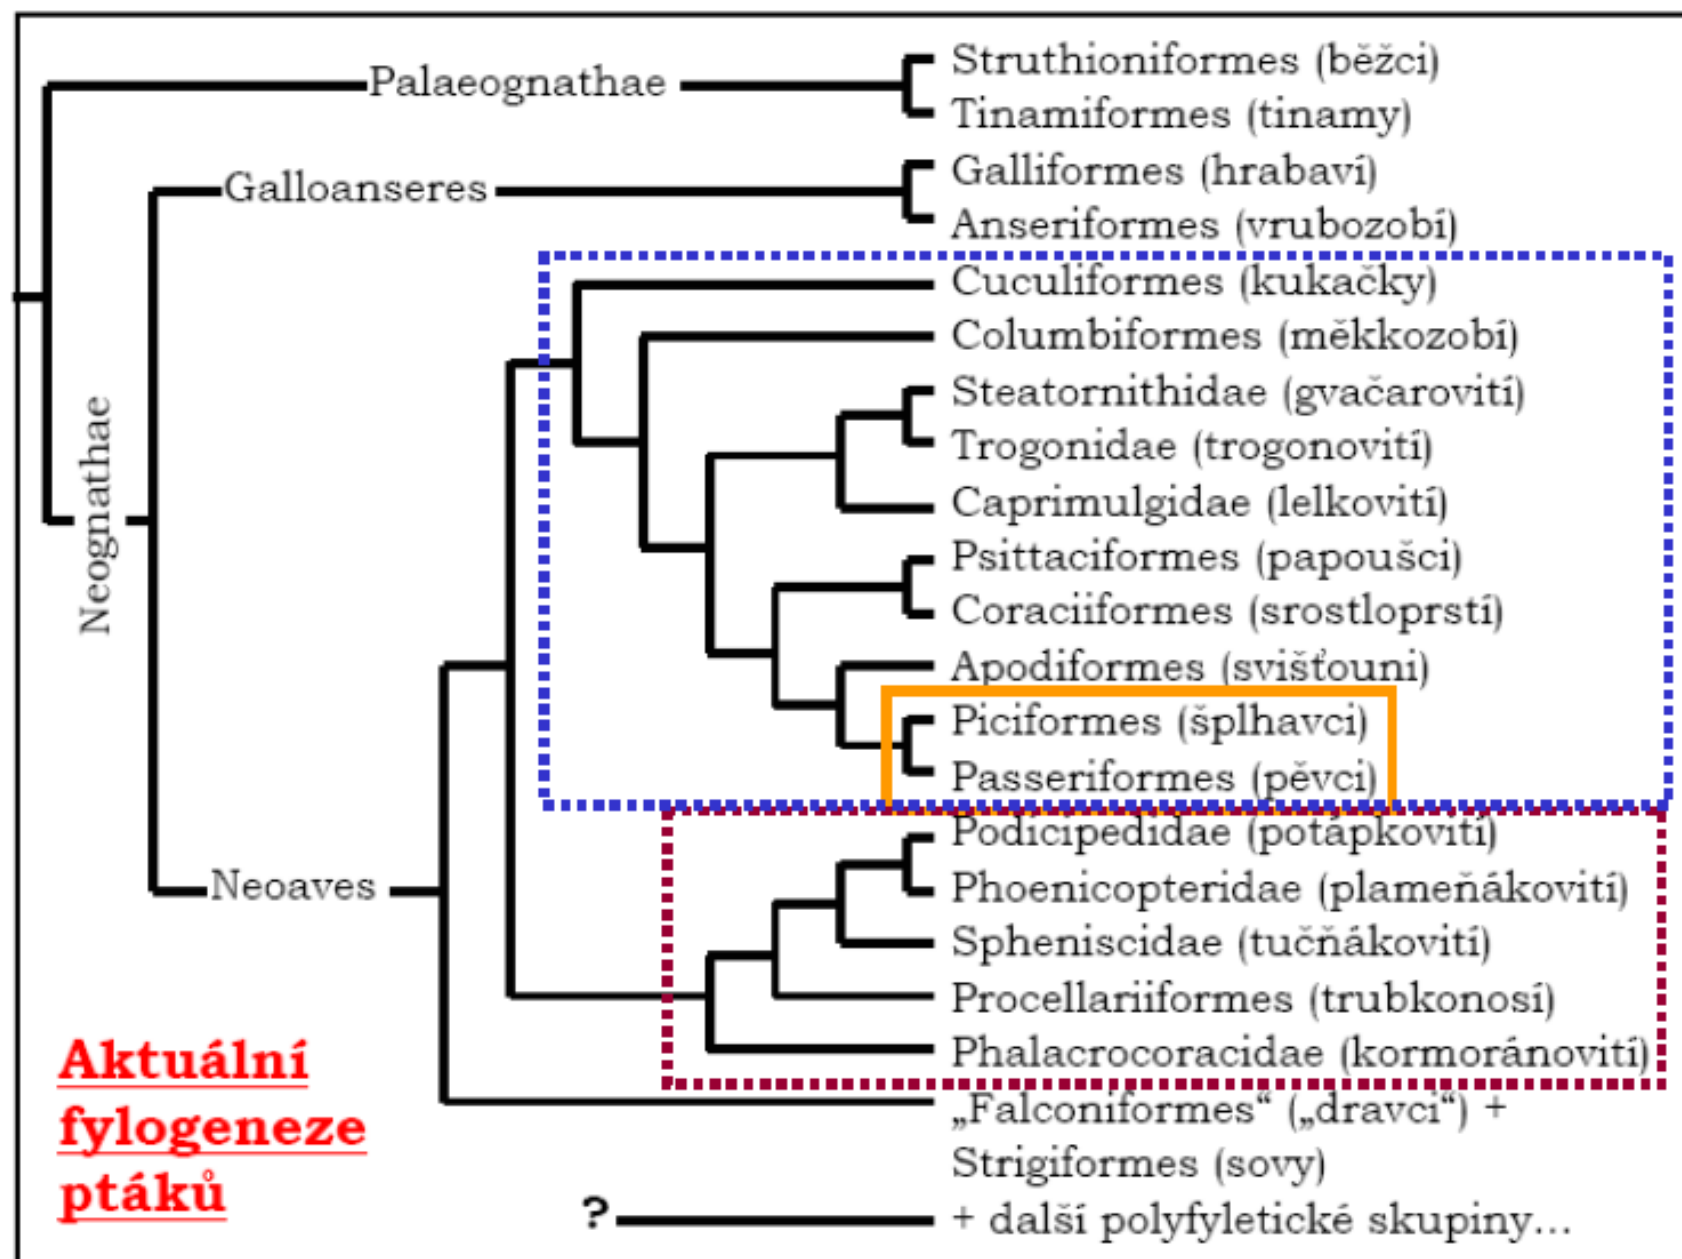 Palaeognathae
Struthioniformes (běžci)
Tinamiformes (tinamy)
Galloanseres
Galliformes (hrabaví)
Anseriformes (vrubozobí)
Cuculiformes (kukačky)
Columbiformes (měkkozobí)
Steatornithidae (gvačarovití)
Trogonidae (trogonovití)
Caprimulgidae (lelkovití)
Psittaciformes (papoušci)
Coraciiformes (srostloprstí)
Apodiformes (svišťouni)
Piciformes (šplhavci)
Passeriformes (pěvci)
Neognathae
Neoaves
Podicipedidae (potápkovití)
Phoenicopteridae (plameňákovití)
Spheniscidae (tučňákovití)
Procellariiformes (trubkonosí)
Phalacrocoracidae (kormoránovití)
„Falconiformes“ („dravci“) +
Strigiformes (sovy)
? + další polyfyletické skupiny...
Aktuální
fylogeneze
ptáků